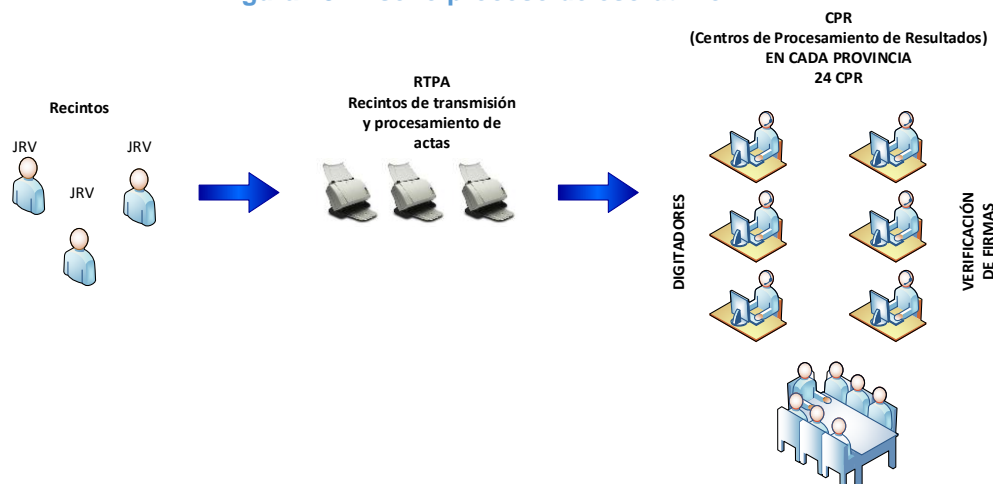 CPR
(Centros de Procesamiento de Resultados)
EN CADA PROVINCIA
24 CPR
RTPA
Recintos de transmisión
y procesamiento de
actas
Recintos
JRV
JRV
JRV
DIGITADORES
VERIFICACIÓN
DE FIRMAS